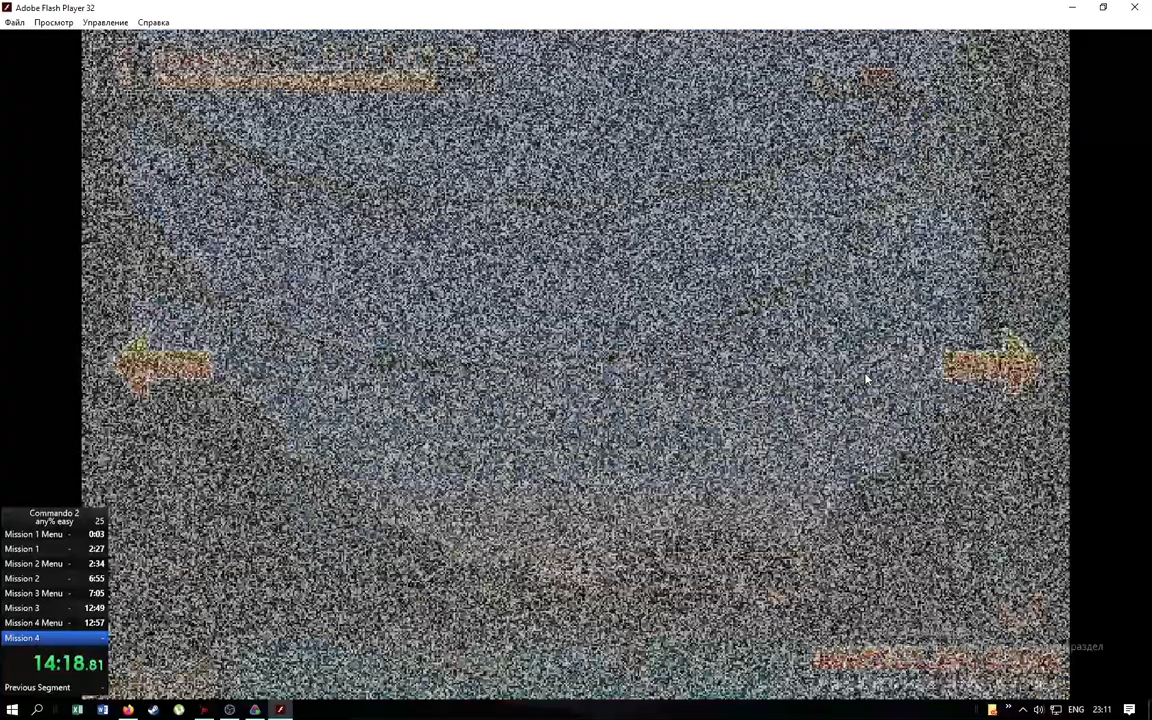 Adobe Flash Player 32
Файл Просмотр Управление Справка
Commando 2
any% easy 25
Mission 1 Menu - 0:03
Mission 1 - 2:27
Mission 2 Menu - 2:34
Mission 2 - 6:55
Mission 3 Menu - 7:05
Mission 3 - 12:49
Mission 4 Menu - 12:57
Mission 4 -
14:18.81
Previous Segment -
раздел
ENG 23:11